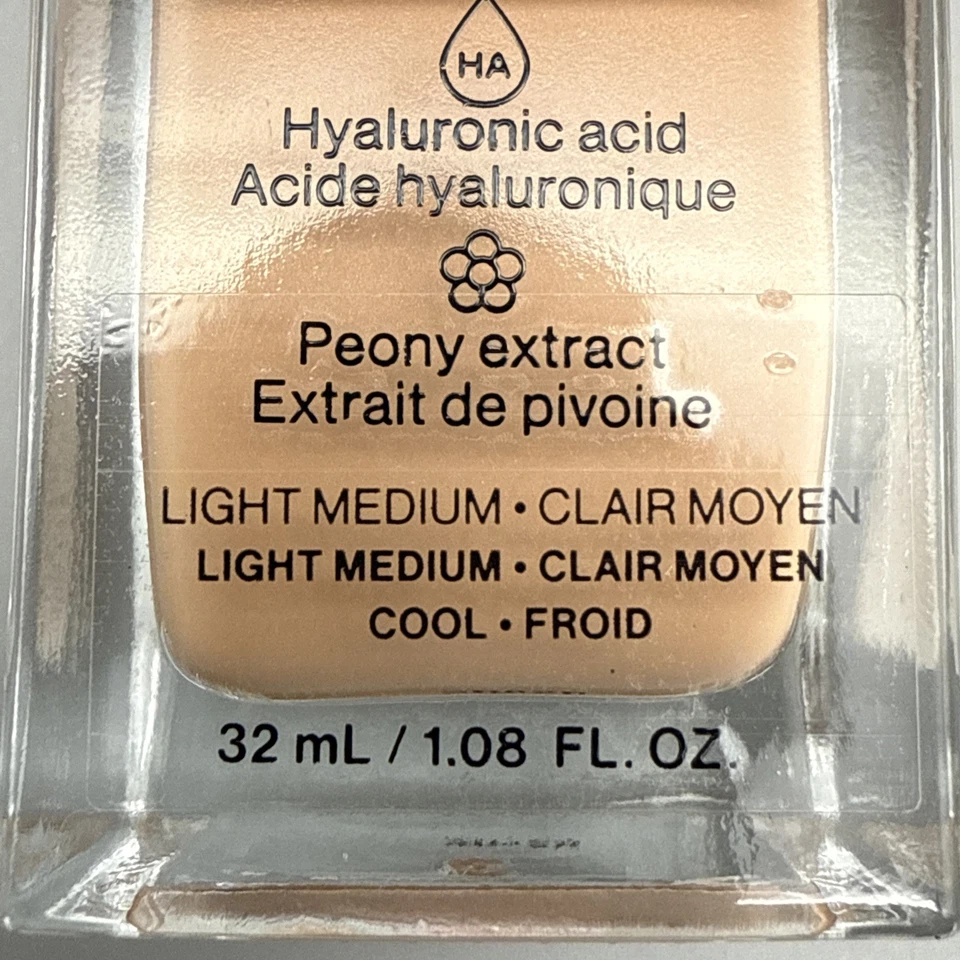 HA
Hyaluronic acid
Acide hyaluronique
Peony extract
Extrait de pivoine
LIGHT MEDIUM • CLAIR MOYEN
LIGHT MEDIUM • CLAIR MOYEN
COOL • FROID
32 mL / 1.08 FL. OZ.